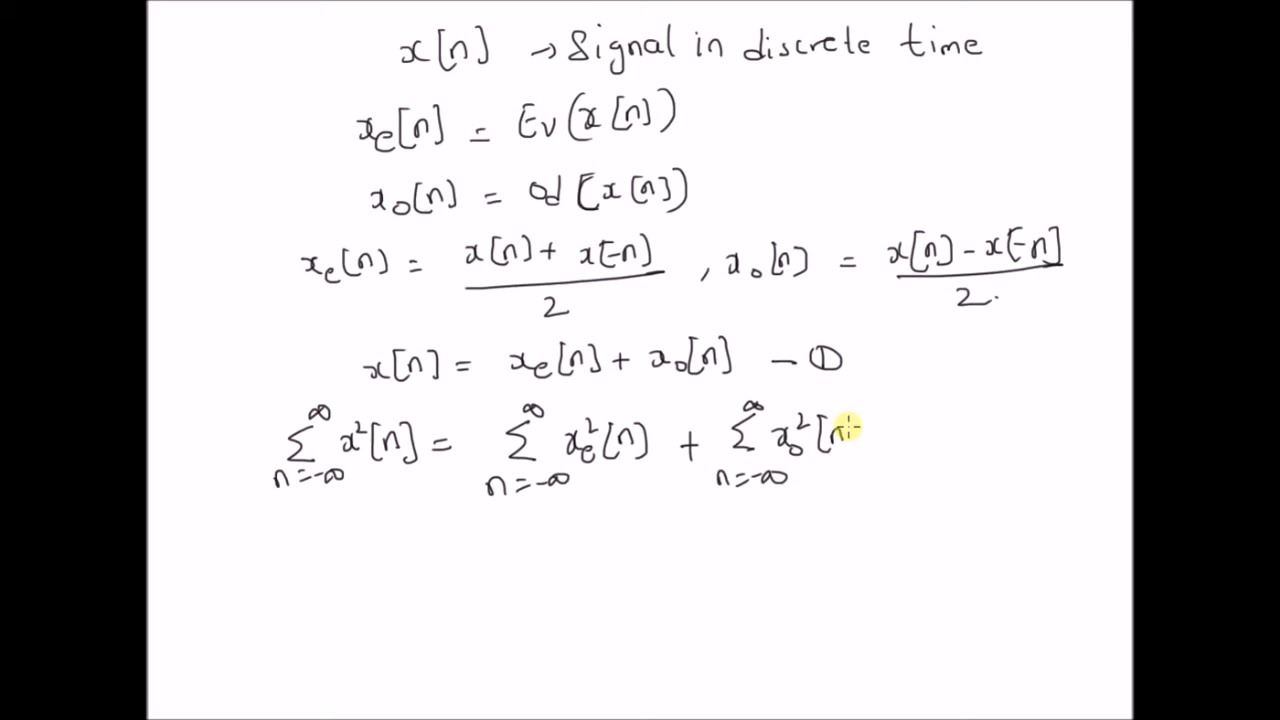 x[n] → Signal in discrete time
xe[n] = Ev(x[n])
xo[n] = Od[x[n])
xe[n] = x[n] + x[-n] / 2 , xo[n] = x[n] - x[-n] / 2.
x[n] = xe[n] + xo[n] — ①
∞∑n=-∞ x²[n] = ∞∑n=-∞ xe²[n] + ∞∑n=-∞ xo²[n